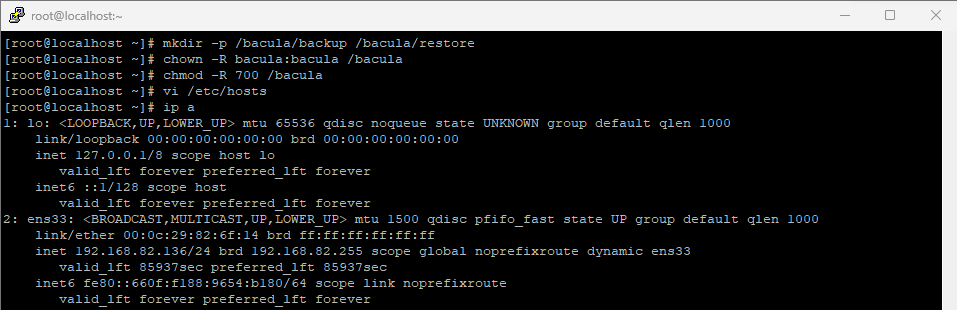 root@localhost:~
[root@localhost ~]# mkdir -p /bacula/backup /bacula/restore
[root@localhost ~]# chown -R bacula:bacula /bacula
[root@localhost ~]# chmod -R 700 /bacula
[root@localhost ~]# vi /etc/hosts
[root@localhost ~]# ip a
1: lo: <LOOPBACK,UP,LOWER_UP> mtu 65536 qdisc noqueue state UNKNOWN group default qlen 1000
    link/loopback 00:00:00:00:00:00 brd 00:00:00:00:00:00
    inet 127.0.0.1/8 scope host lo
       valid_lft forever preferred_lft forever
    inet6 ::1/128 scope host
       valid_lft forever preferred_lft forever
2: ens33: <BROADCAST,MULTICAST,UP,LOWER_UP> mtu 1500 qdisc pfifo_fast state UP group default qlen 1000
    link/ether 00:0c:29:82:6f:14 brd ff:ff:ff:ff:ff:ff
    inet 192.168.82.136/24 brd 192.168.82.255 scope global noprefixroute dynamic ens33
       valid_lft 85937sec preferred_lft 85937sec
    inet6 fe80::660f:f188:9654:b180/64 scope link noprefixroute
       valid_lft forever preferred_lft forever